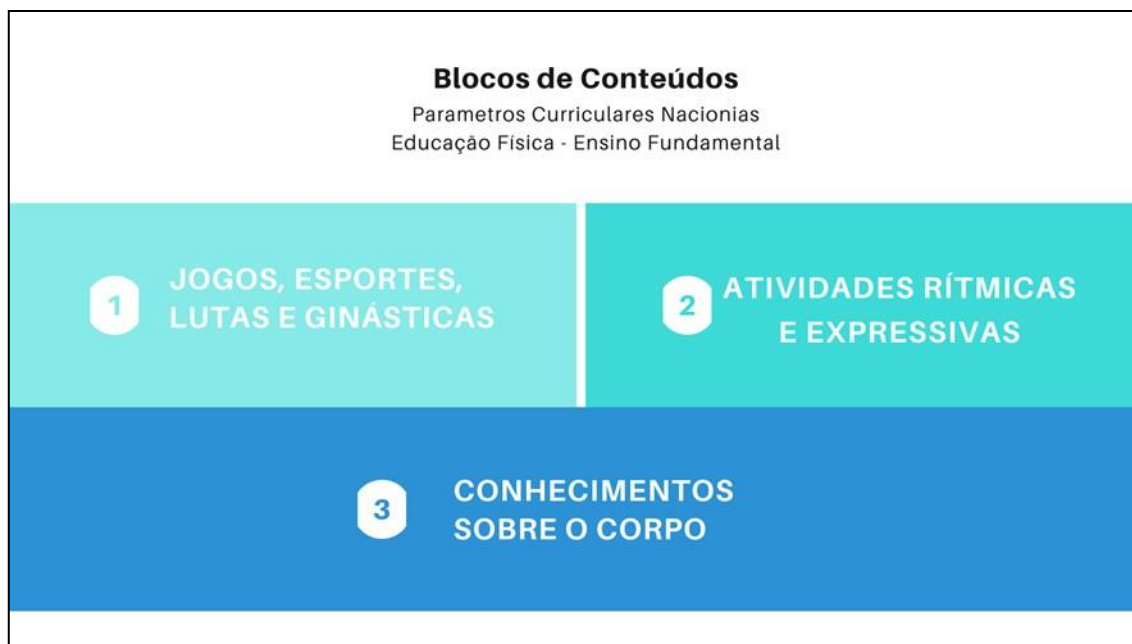 Blocos de Conteúdos
Parametros Curriculares Nacionias
Educação Física - Ensino Fundamental
1
JOGOS, ESPORTES,
LUTAS E GINÁSTICAS
2
ATIVIDADES RÍTMICAS
E EXPRESSIVAS
3
CONHECIMENTOS
SOBRE O CORPO